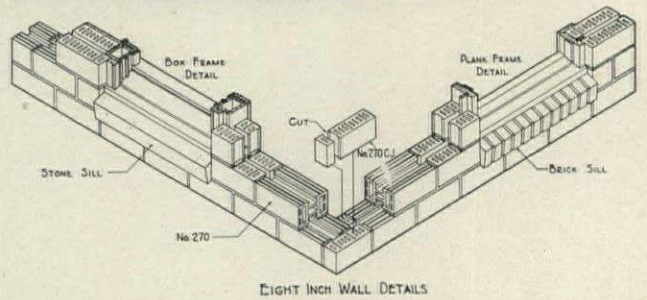 BOX FRAME
DETAIL
PLANK FRAME
DETAIL
CUT
No. 270 C.J.
STONE SILL
BRICK SILL
No. 270
EIGHT INCH WALL DETAILS